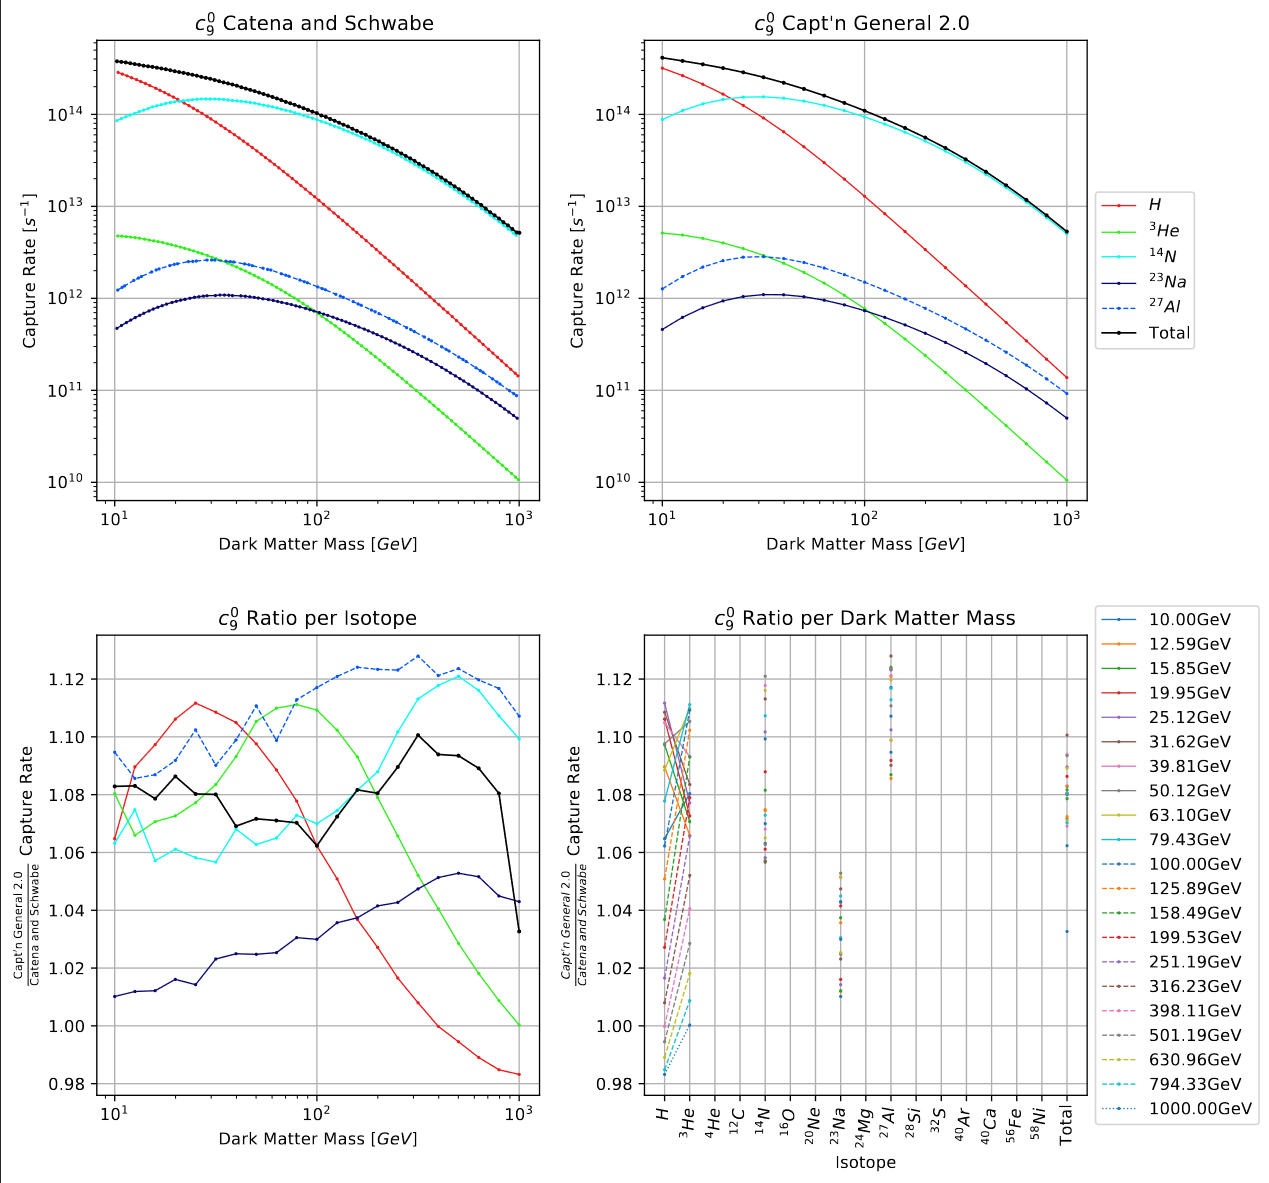 c₉⁰ Catena and Schwabe
Capture Rate [s⁻¹]
10¹⁴
10¹³
10¹²
10¹¹
10¹⁰
10¹ 10² 10³
Dark Matter Mass [GeV]
c₉⁰ Capt'n General 2.0
Capture Rate [s⁻¹]
10¹⁴
10¹³
10¹²
10¹¹
10¹⁰
10¹ 10² 10³
Dark Matter Mass [GeV]
H
³He
¹⁴N
²³Na
²⁷Al
Total
c₉⁰ Ratio per Isotope
Capt'n General 2.0 / Catena and Schwabe Capture Rate
1.12
1.10
1.08
1.06
1.04
1.02
1.00
0.98
10¹ 10² 10³
Dark Matter Mass [GeV]
c₉⁰ Ratio per Dark Matter Mass
Capt'n General 2.0 / Catena and Schwabe Capture Rate
1.12
1.10
1.08
1.06
1.04
1.02
1.00
0.98
H ³He ⁴He ¹²C ¹⁴N ¹⁶O ²⁰Ne ²³Na ²⁴Mg ²⁷Al ²⁸Si ³²S ⁴⁰Ar ⁴⁰Ca ⁵⁶Fe ⁵⁸Ni Total
Isotope
10.00GeV
12.59GeV
15.85GeV
19.95GeV
25.12GeV
31.62GeV
39.81GeV
50.12GeV
63.10GeV
79.43GeV
100.00GeV
125.89GeV
158.49GeV
199.53GeV
251.19GeV
316.23GeV
398.11GeV
501.19GeV
630.96GeV
794.33GeV
1000.00GeV